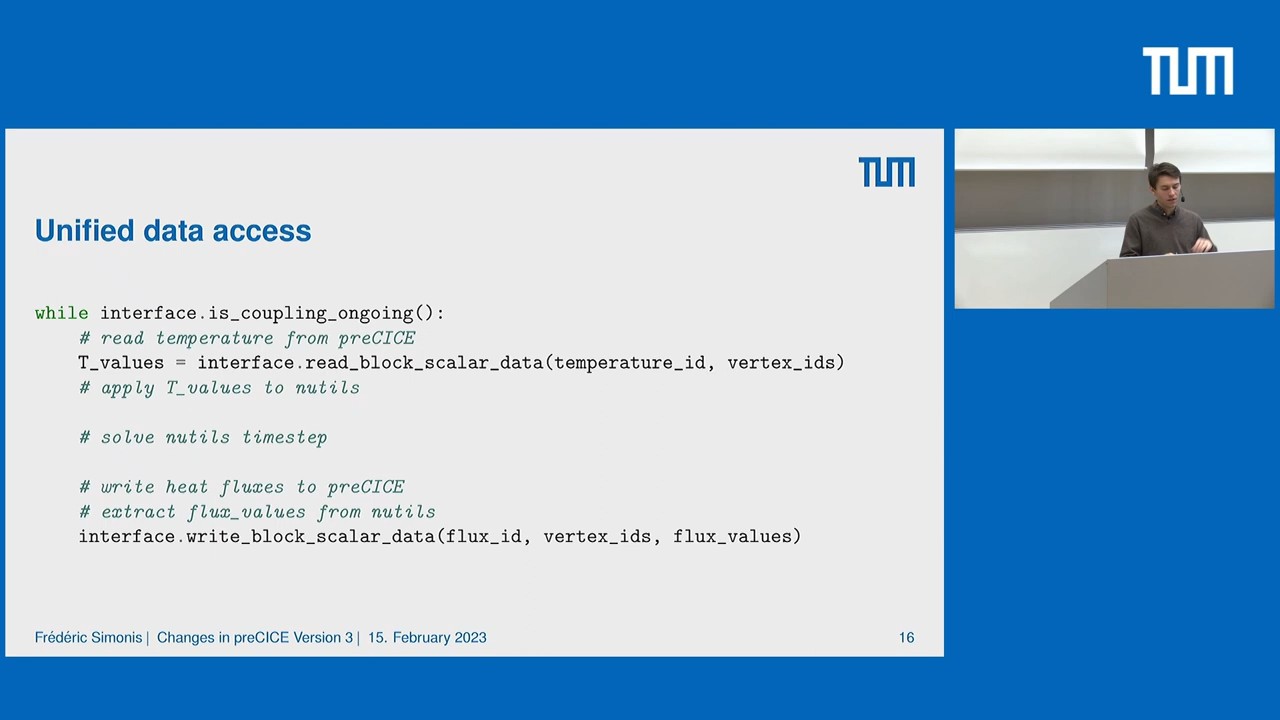 TUM
TUM
Unified data access
while interface.is_coupling_ongoing():
    # read temperature from preCICE
    T_values = interface.read_block_scalar_data(temperature_id, vertex_ids)
    # apply T_values to nutils
    # solve nutils timestep
    # write heat fluxes to preCICE
    # extract flux_values from nutils
    interface.write_block_scalar_data(flux_id, vertex_ids, flux_values)
Frédéric Simonis | Changes in preCICE Version 3 | 15. February 2023
16